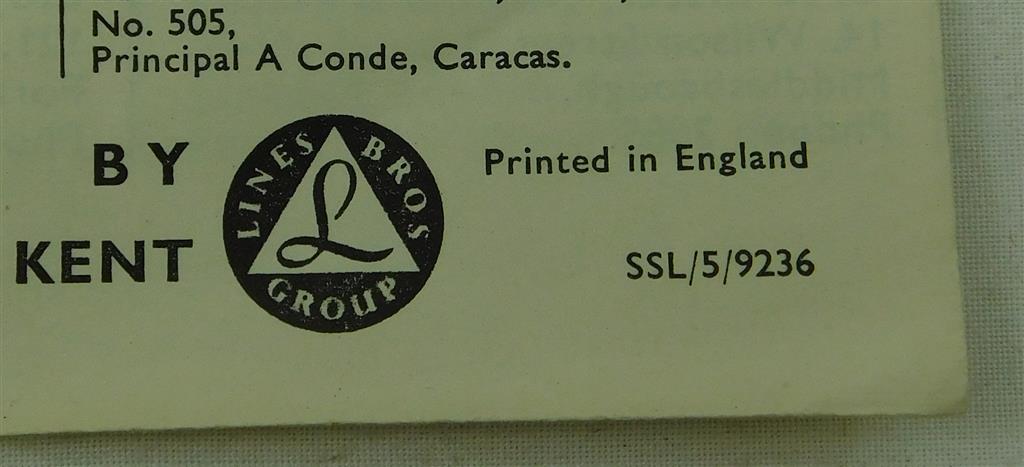 No. 505,
Principal A Conde, Caracas.
BY
KENT
LINES BROS
GROUP
L
Printed in England
SSL/5/9236